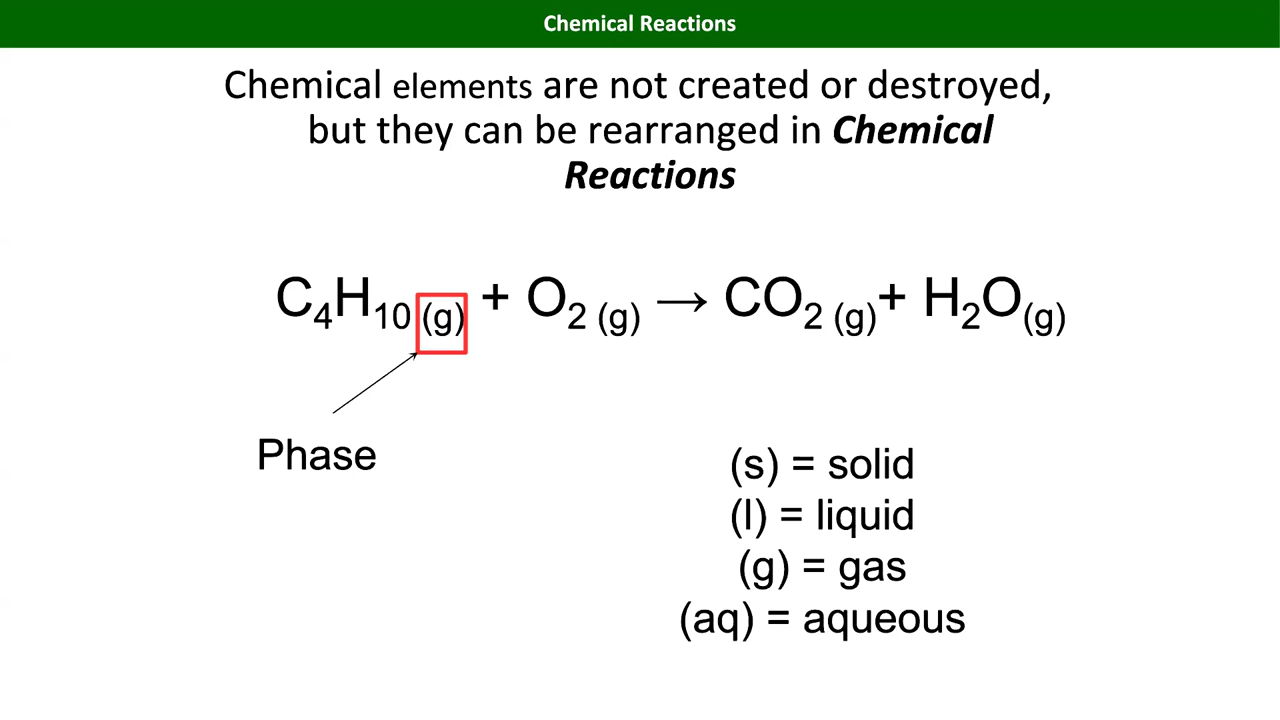 Chemical Reactions
Chemical elements are not created or destroyed,
but they can be rearranged in Chemical
Reactions
C₄H₁₀ (g) + O₂ (g) → CO₂ (g)+ H₂O(g)
Phase
(s) = solid
(l) = liquid
(g) = gas
(aq) = aqueous